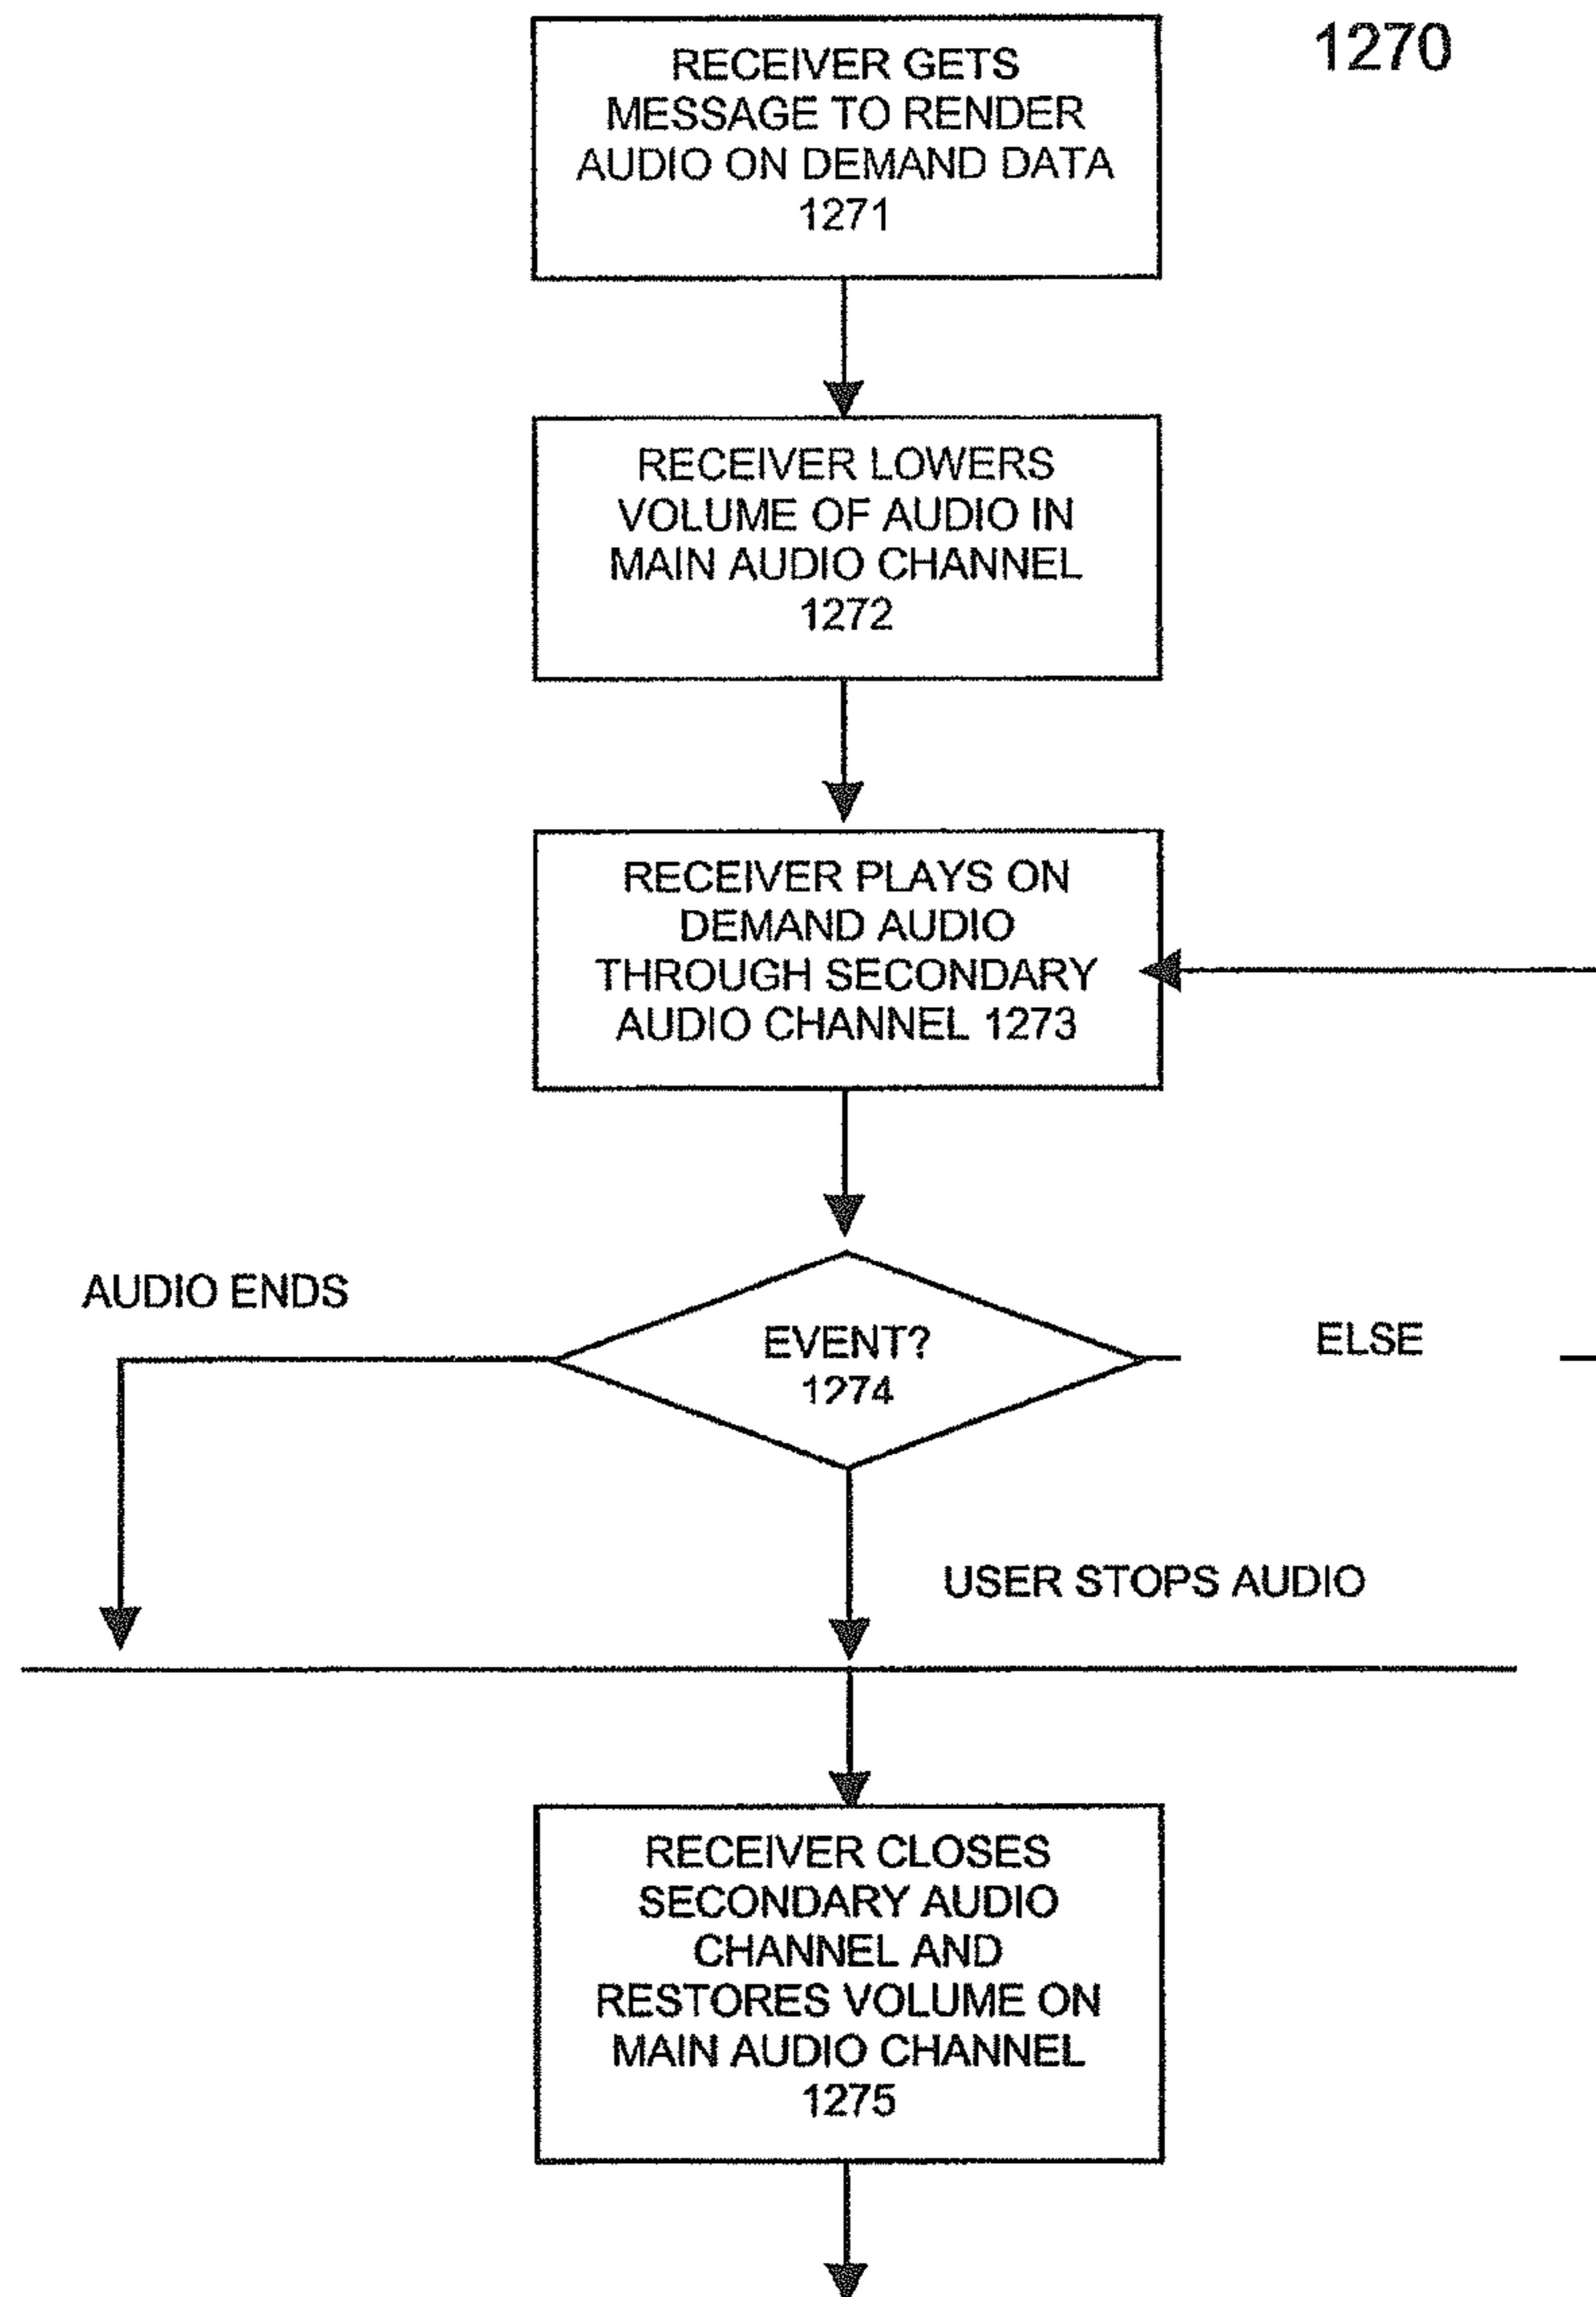 1270
RECEIVER GETS
MESSAGE TO RENDER
AUDIO ON DEMAND DATA
1271
RECEIVER LOWERS
VOLUME OF AUDIO IN
MAIN AUDIO CHANNEL
1272
RECEIVER PLAYS ON
DEMAND AUDIO
THROUGH SECONDARY
AUDIO CHANNEL 1273
AUDIO ENDS
EVENT?
1274
ELSE
USER STOPS AUDIO
RECEIVER CLOSES
SECONDARY AUDIO
CHANNEL AND
RESTORES VOLUME ON
MAIN AUDIO CHANNEL
1275